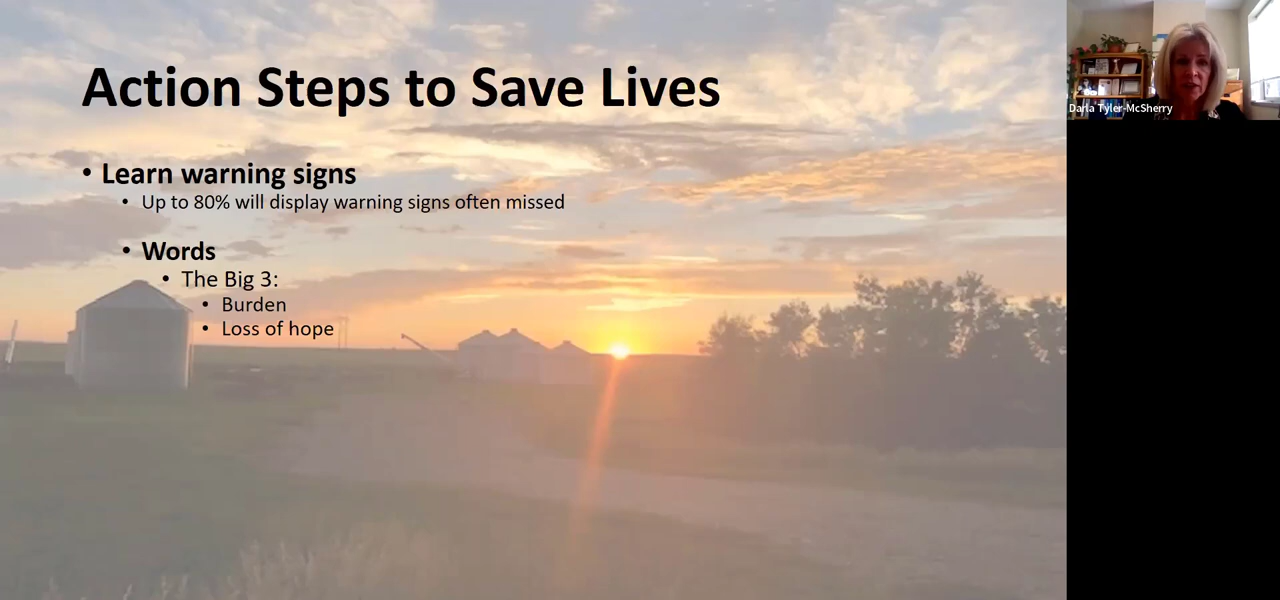 Action Steps to Save Lives
• Learn warning signs
• Up to 80% will display warning signs often missed
• Words
• The Big 3:
• Burden
• Loss of hope
Darla Tyler-McSherry